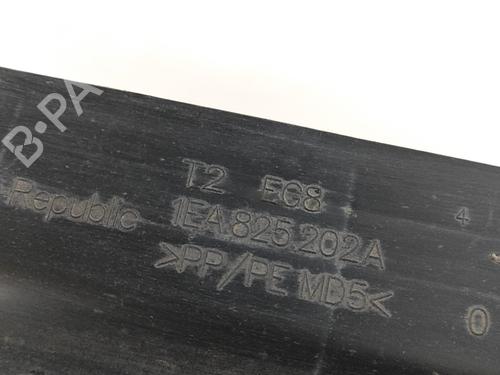 B-PA
T2 EG8 4
Republic 1EA.825.202A
>PP/PE MD5< 0